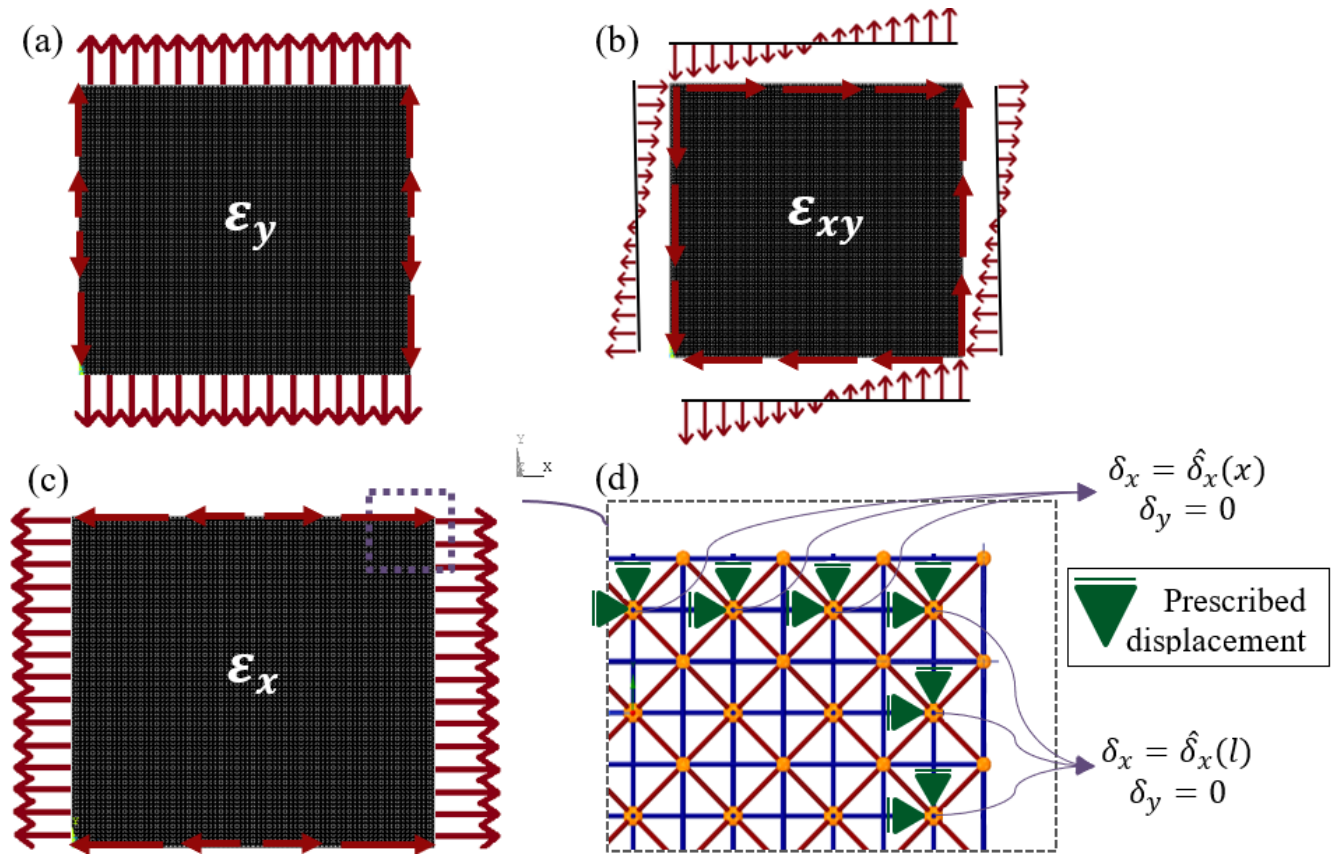 (a)
(b)
εy
εxy
Y
X
(c)
(d)
δx = δ̂x(x)
δy = 0
Prescribed
displacement
εx
δx = δ̂x(l)
δy = 0